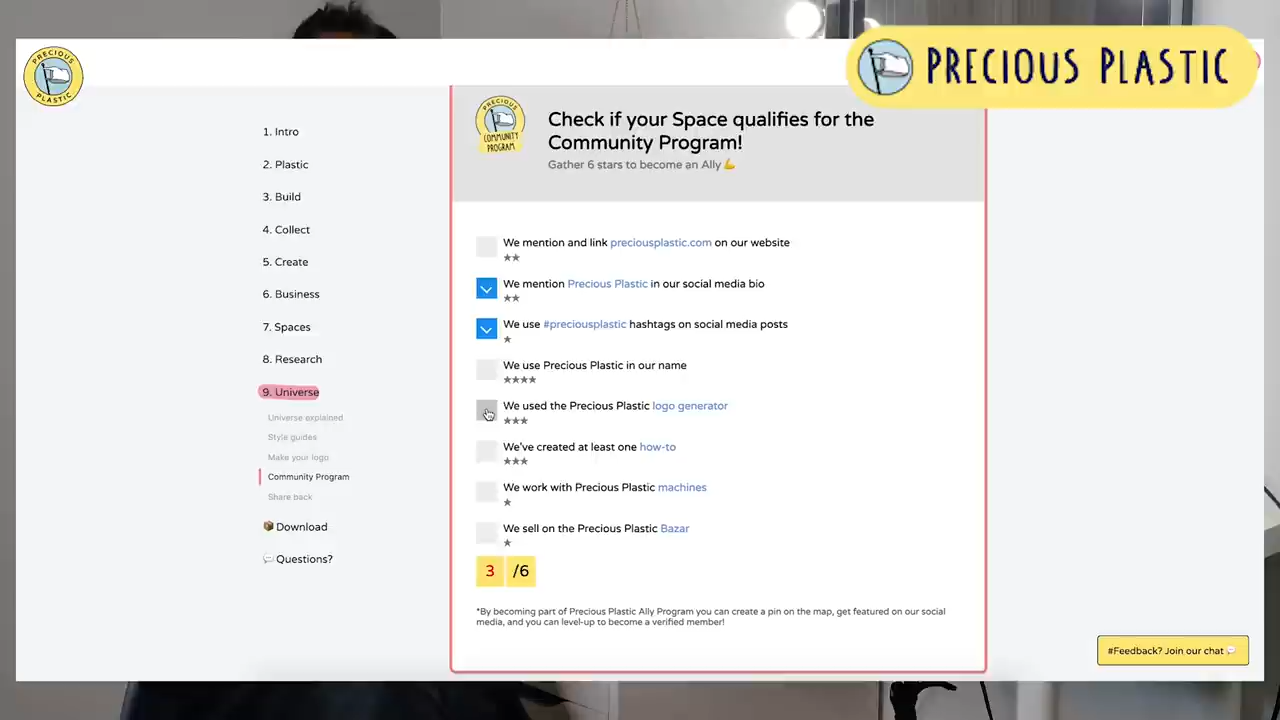 PRECIOUS PLASTIC
PRECIOUS
PLASTIC
1. Intro
2. Plastic
3. Build
4. Collect
5. Create
6. Business
7. Spaces
8. Research
9. Universe
Universe explained
Style guides
Make your logo
Community Program
Share back
📦 Download
💬 Questions?
PRECIOUS
COMMUNITY
PROGRAM
Check if your Space qualifies for the
Community Program!
Gather 6 stars to become an Ally 💪
We mention and link preciousplastic.com on our website
★★
We mention Precious Plastic in our social media bio
★★
We use #preciousplastic hashtags on social media posts
★
We use Precious Plastic in our name
★★★★
We used the Precious Plastic logo generator
★★★
We've created at least one how-to
★★★
We work with Precious Plastic machines
★
We sell on the Precious Plastic Bazar
★
3 /6
*By becoming part of Precious Plastic Ally Program you can create a pin on the map, get featured on our social
media, and you can level-up to become a verified member!
#Feedback? Join our chat 💬